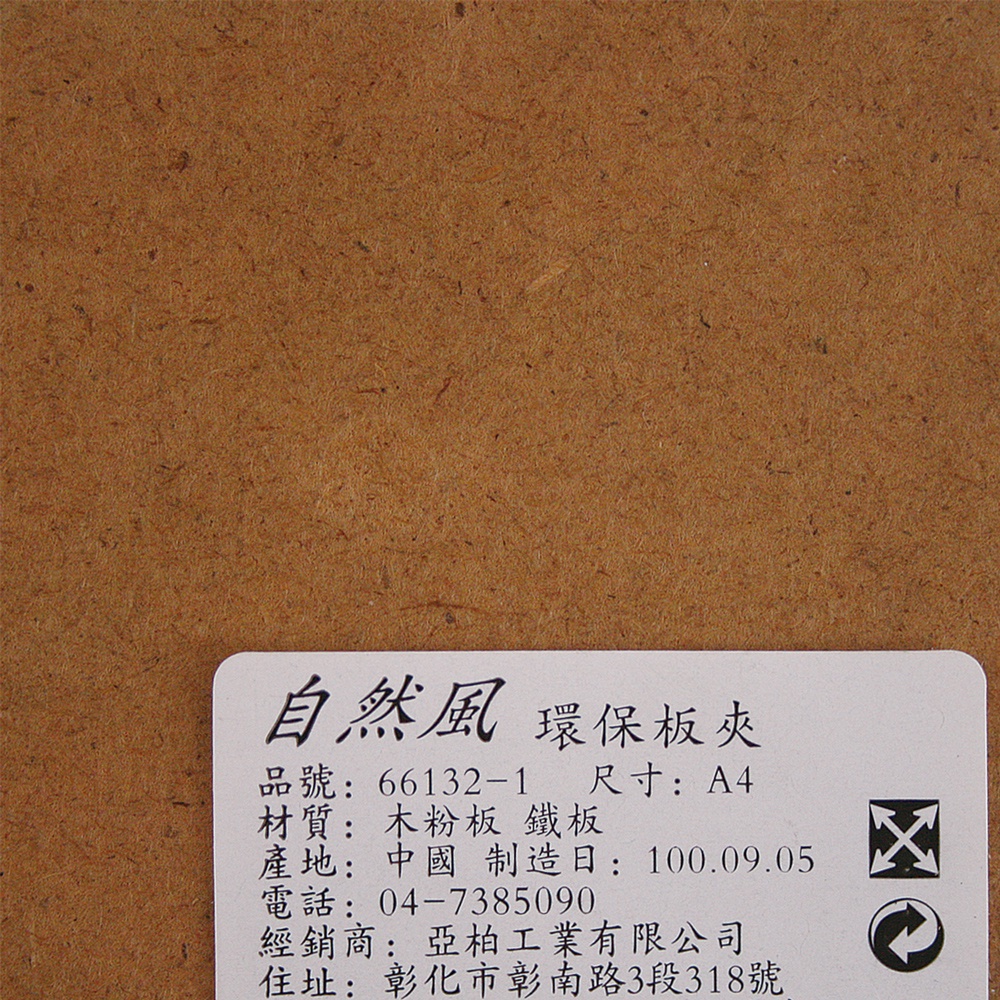 自然風 環保板夾
品號：66132-1 尺寸：A4
材質：木粉板 鐵板
產地：中國 制造日：100.09.05
電話：04-7385090
經銷商：亞柏工業有限公司
住址：彰化市彰南路3段318號